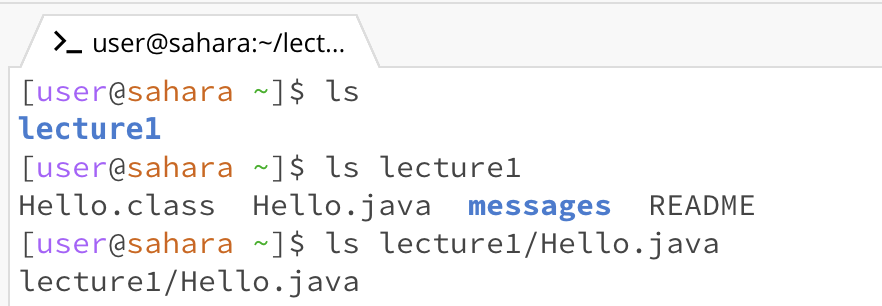 >_ user@sahara:~/lect...
[user@sahara ~]$ ls
lecture1
[user@sahara ~]$ ls lecture1
Hello.class  Hello.java  messages  README
[user@sahara ~]$ ls lecture1/Hello.java
lecture1/Hello.java